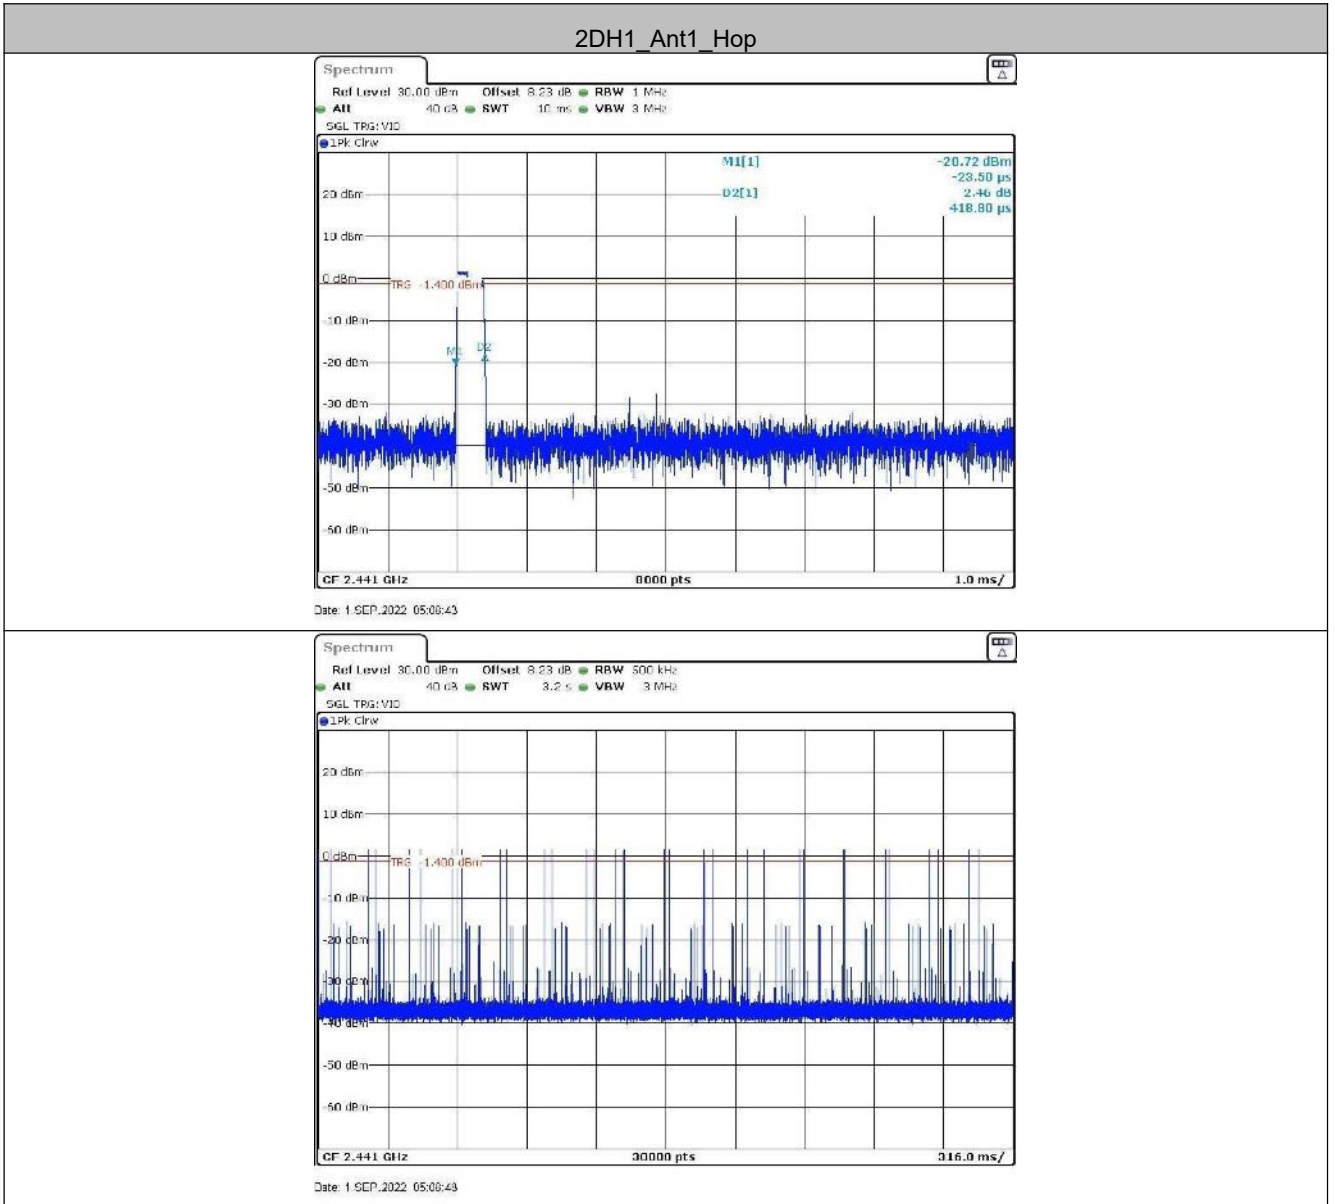 2DH1_Ant1_Hop
Spectrum
Ref Level 30.00 dBm Offset 8.23 dB RBW 1 MHz
Att 40 dB SWT 10 ms VBW 3 MHz
SGL TRG: VID
1Pk Clrw
M1[1] -20.72 dBm
-23.50 µs
D2[1] 2.46 dB
418.80 µs
20 dBm
10 dBm
0 dBm
TRG -1.400 dBm
-10 dBm
M1 D2
-20 dBm
-30 dBm
-50 dBm
-60 dBm
CF 2.441 GHz 8000 pts 1.0 ms/
Date: 1.SEP.2022 05:08:43
Spectrum
Ref Level 30.00 dBm Offset 8.23 dB RBW 500 kHz
Att 40 dB SWT 3.2 s VBW 3 MHz
SGL TRG: VID
1Pk Clrw
20 dBm
10 dBm
0 dBm
TRG -1.400 dBm
-10 dBm
-20 dBm
-30 dBm
-40 dBm
-50 dBm
-60 dBm
CF 2.441 GHz 30000 pts 316.0 ms/
Date: 1.SEP.2022 05:08:48